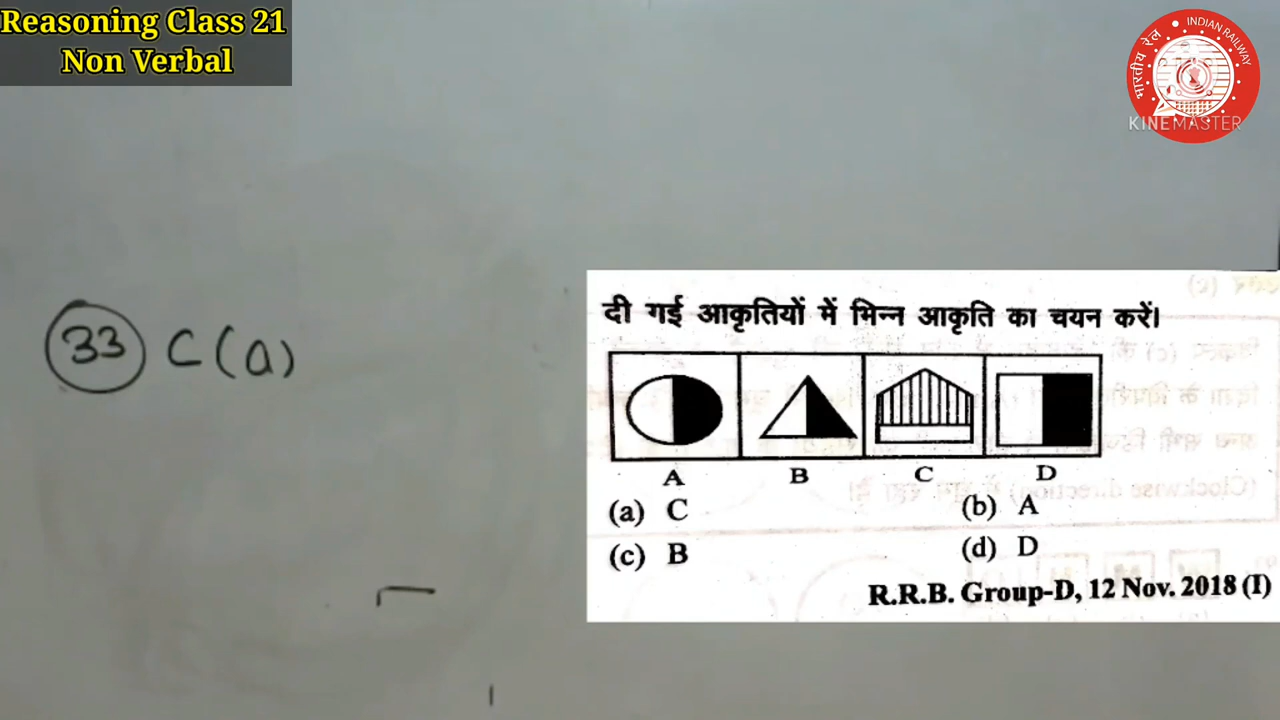 Reasoning Class 21
Non Verbal
भारतीय रेल
INDIAN RAILWAY
KINEMASTER
33 C (a)
दी गई आकृतियों में भिन्न आकृति का चयन करें।
A B C D
(a) C (b) A
(c) B (d) D
R.R.B. Group-D, 12 Nov. 2018 (I)